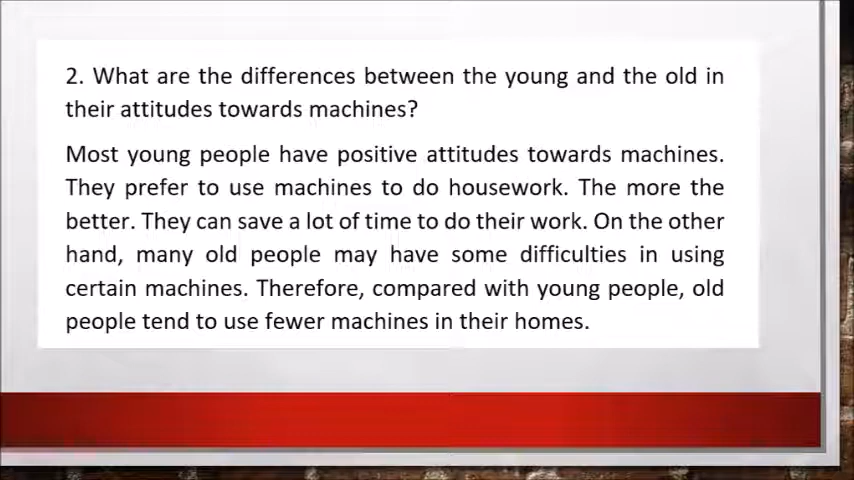 2. What are the differences between the young and the old in
their attitudes towards machines?
Most young people have positive attitudes towards machines.
They prefer to use machines to do housework. The more the
better. They can save a lot of time to do their work. On the other
hand, many old people may have some difficulties in using
certain machines. Therefore, compared with young people, old
people tend to use fewer machines in their homes.